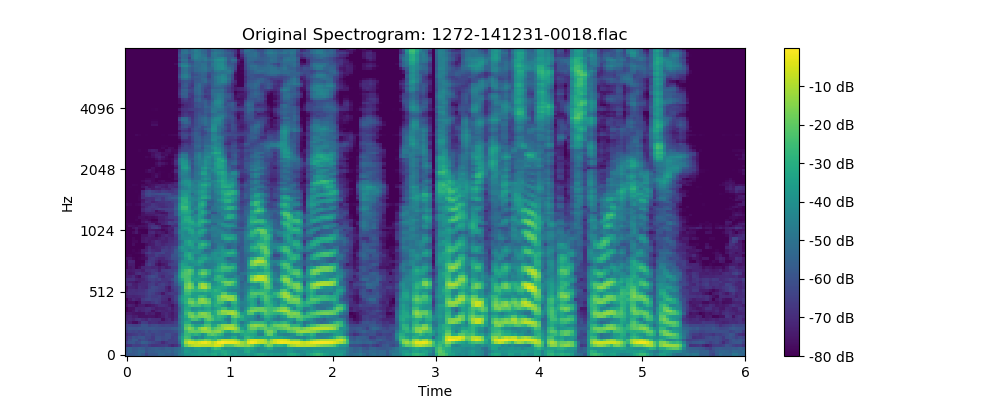 Original Spectrogram: 1272-141231-0018.flac
Hz
4096
2048
1024
512
0
0 1 2 3 4 5 6
Time
-10 dB
-20 dB
-30 dB
-40 dB
-50 dB
-60 dB
-70 dB
-80 dB